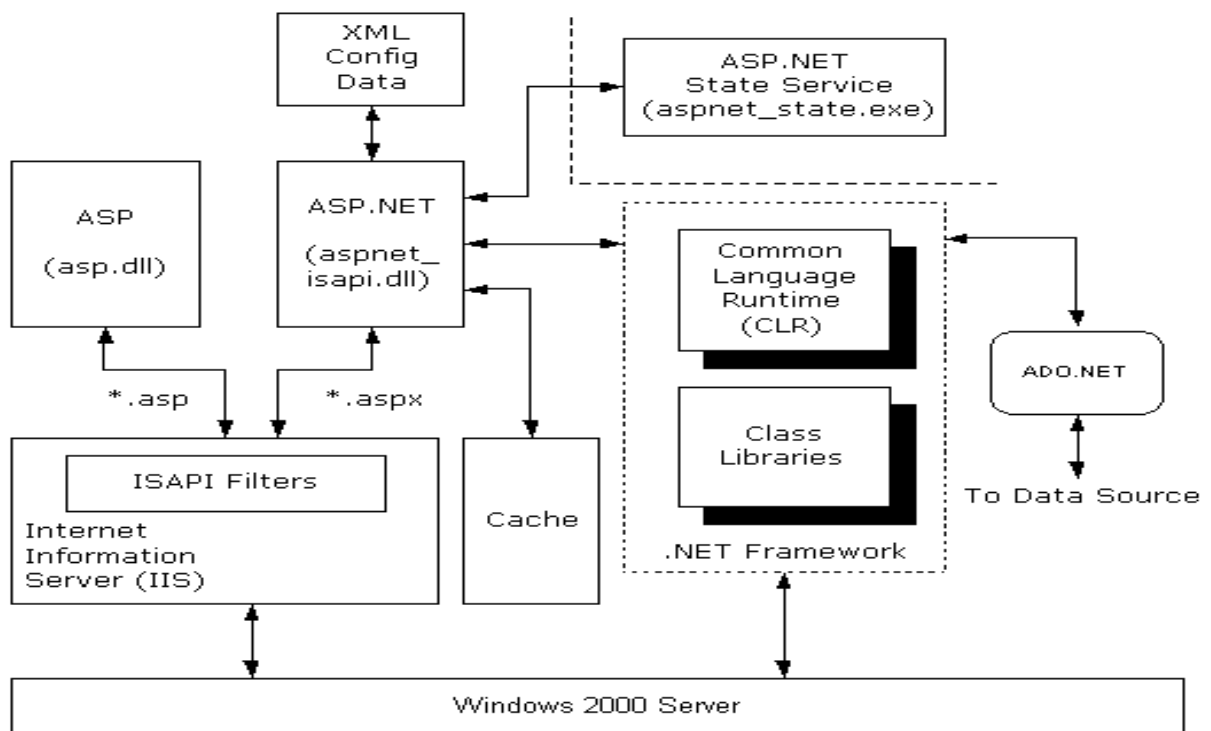 XML
Config
Data
ASP.NET
State Service
(aspnet_state.exe)
ASP
(asp.dll)
ASP.NET
(aspnet_
isapi.dll)
Common
Language
Runtime
(CLR)
ADO.NET
*.asp
*.aspx
Class
Libraries
ISAPI Filters
Internet
Information
Server (IIS)
Cache
To Data Source
.NET Framework
Windows 2000 Server